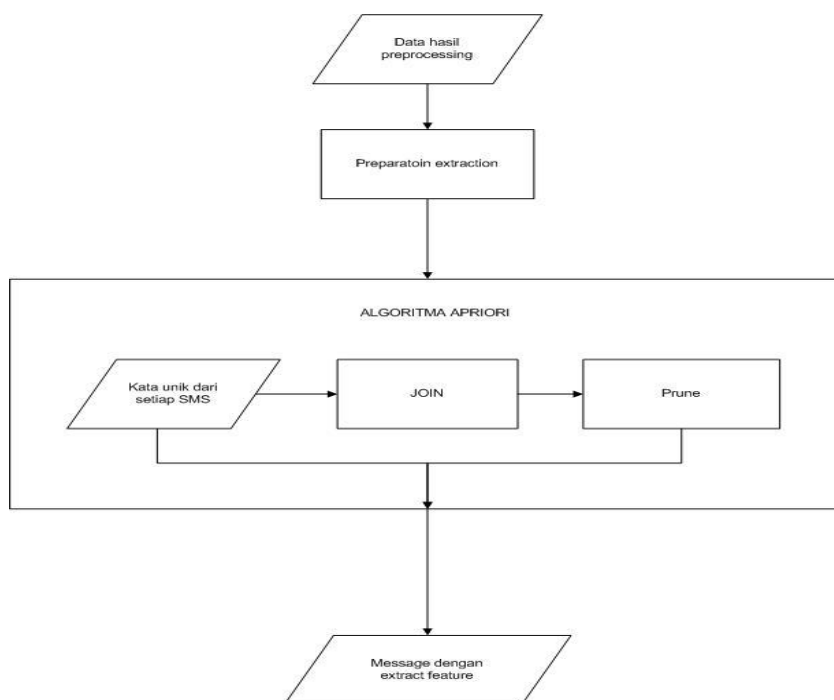 Data hasil
preprocessing
Preparatoin extraction
ALGORITMA APRIORI
Kata unik dari
setiap SMS
JOIN
Prune
Message dengan
extract feature